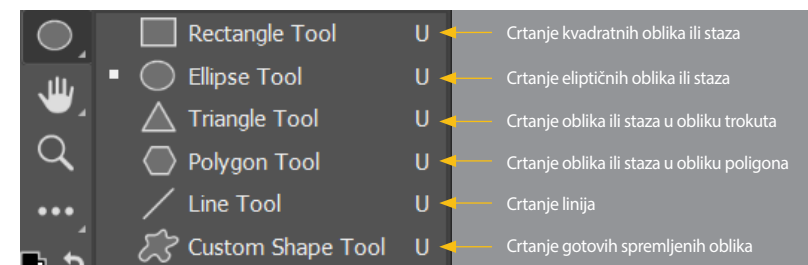 Rectangle Tool U Crtanje kvadratnih oblika ili staza
Ellipse Tool U Crtanje eliptičnih oblika ili staza
Triangle Tool U Crtanje oblika ili staza u obliku trokuta
Polygon Tool U Crtanje oblika ili staza u obliku poligona
Line Tool U Crtanje linija
Custom Shape Tool U Crtanje gotovih spremljenih oblika